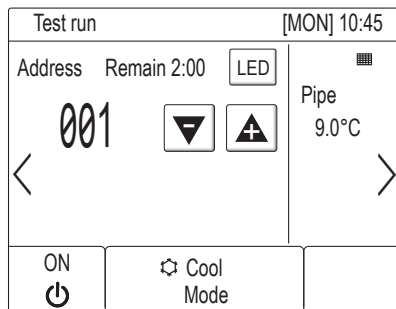 Test run [MON] 10:45
Address Remain 2:00 LED
Pipe
001 9.0°C
ON Cool
Mode